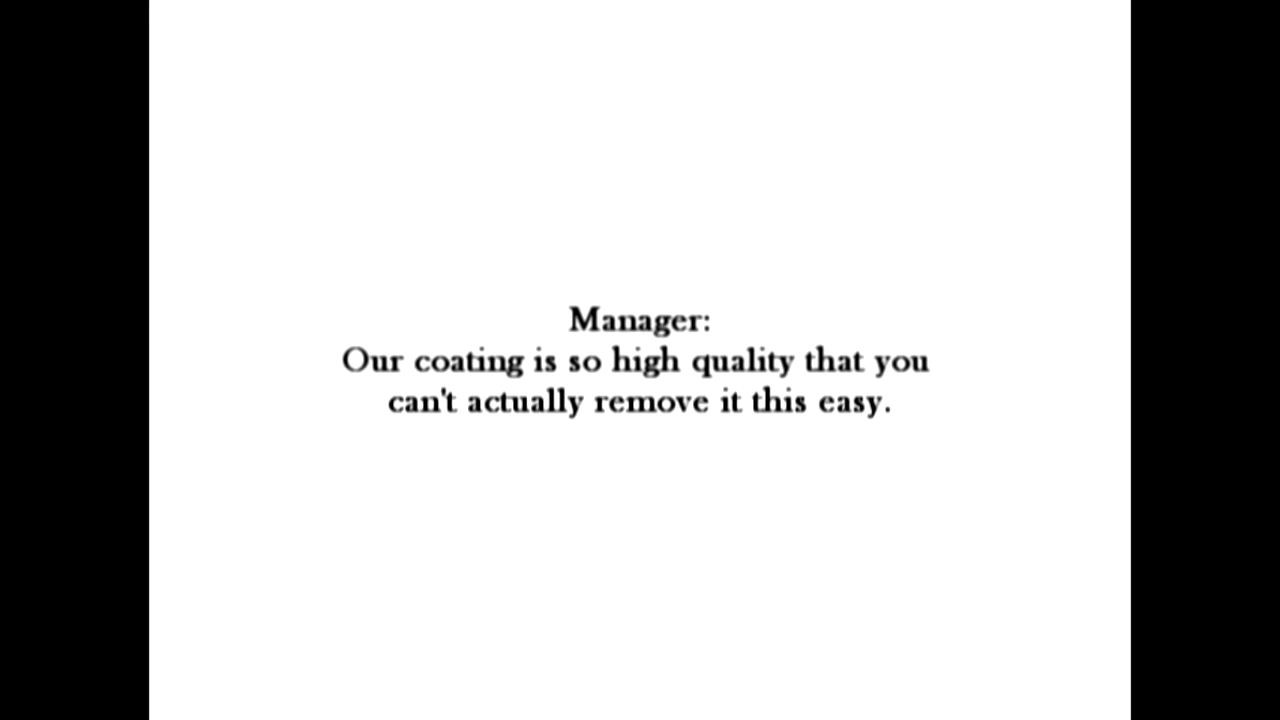 Manager:
Our coating is so high quality that you
can't actually remove it this easy.